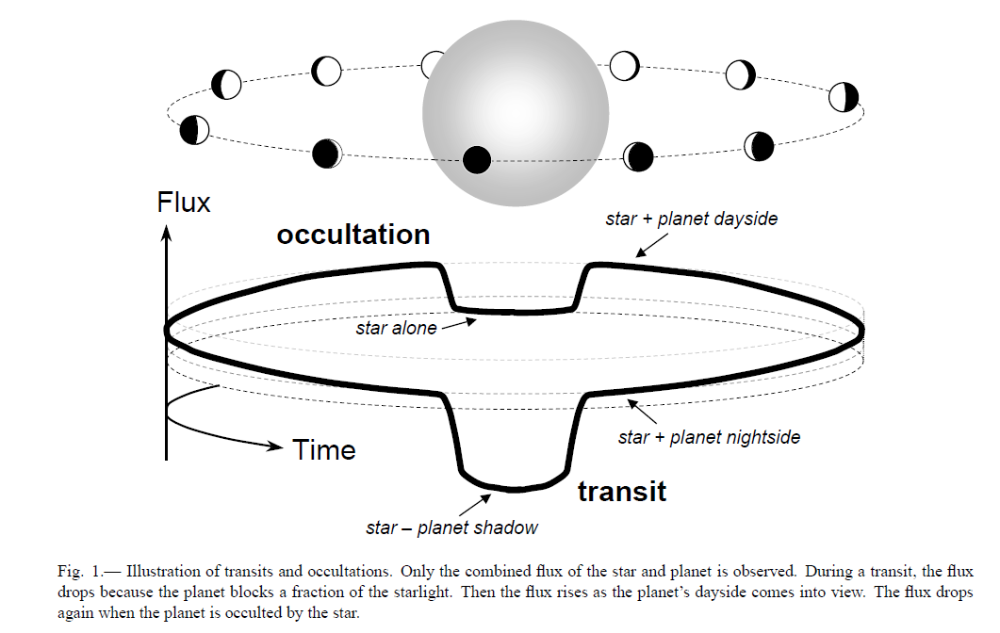 Flux
occultation
star + planet dayside
star alone
Time
star + planet nightside
transit
star – planet shadow
Fig. 1.— Illustration of transits and occultations. Only the combined flux of the star and planet is observed. During a transit, the flux
drops because the planet blocks a fraction of the starlight. Then the flux rises as the planet's dayside comes into view. The flux drops
again when the planet is occulted by the star.